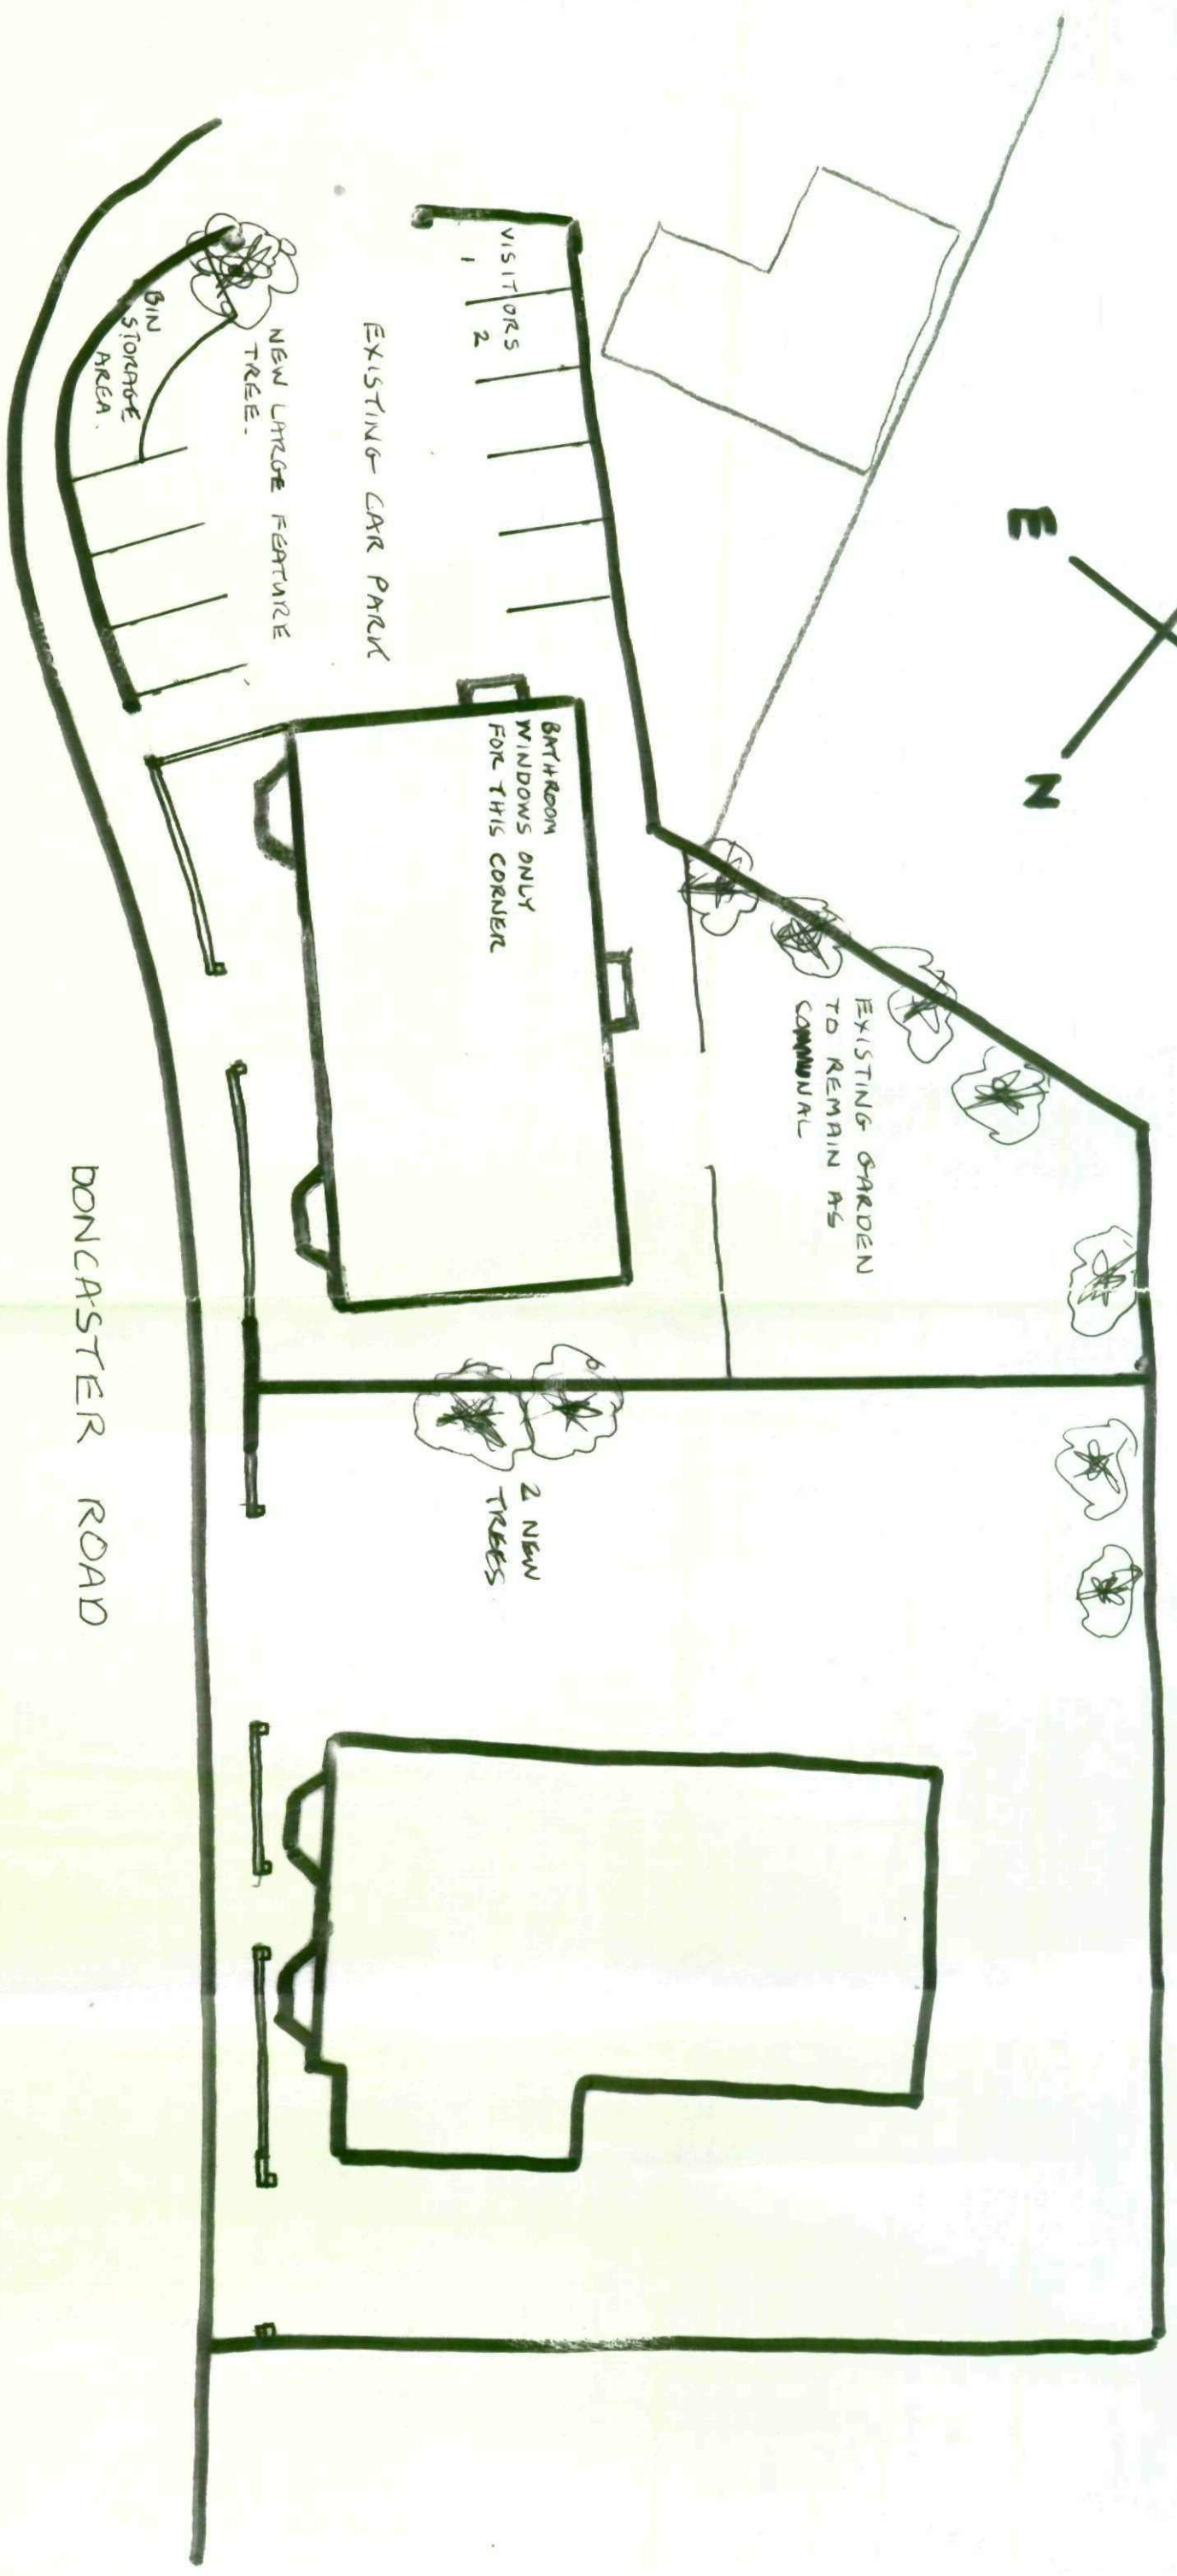 E
N
VISITORS
1 2
EXISTING CAR PARK
NEW LARGE FEATURE
TREE.
BIN
STORAGE
AREA.
BATHROOM
WINDOWS ONLY
FOR THIS CORNER
EXISTING GARDEN
TO REMAIN AS
COMMUNAL
2 NEW
TREES
DONCASTER ROAD